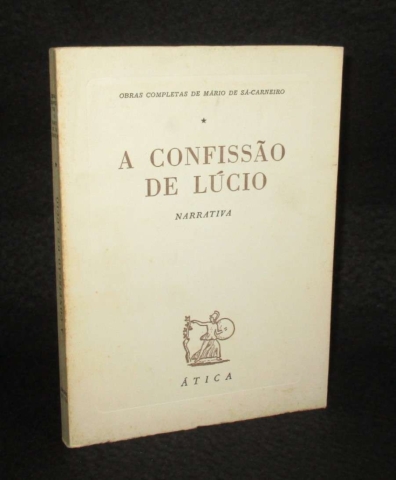 OBRAS COMPLETAS DE MÁRIO DE SÁ-CARNEIRO
*
A CONFISSÃO
DE LÚCIO
NARRATIVA
ÁTICA